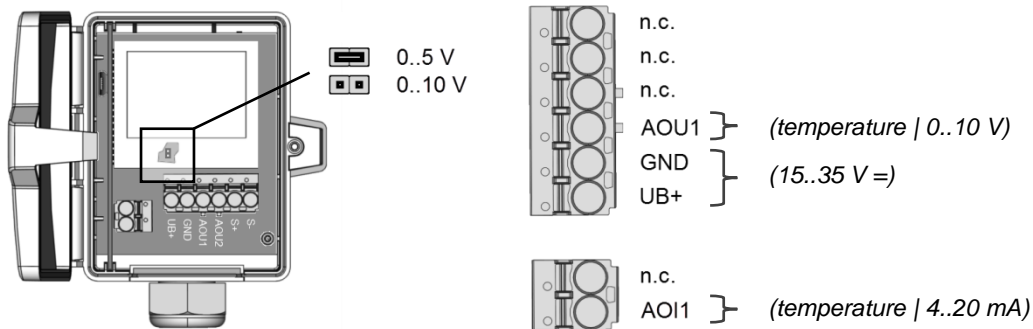 0..5 V
0..10 V
UB+
GND
AOU1
AOU2
S+
S-
n.c.
n.c.
n.c.
AOU1 (temperature | 0..10 V)
GND
(15..35 V =)
UB+
n.c.
AOI1 (temperature | 4..20 mA)